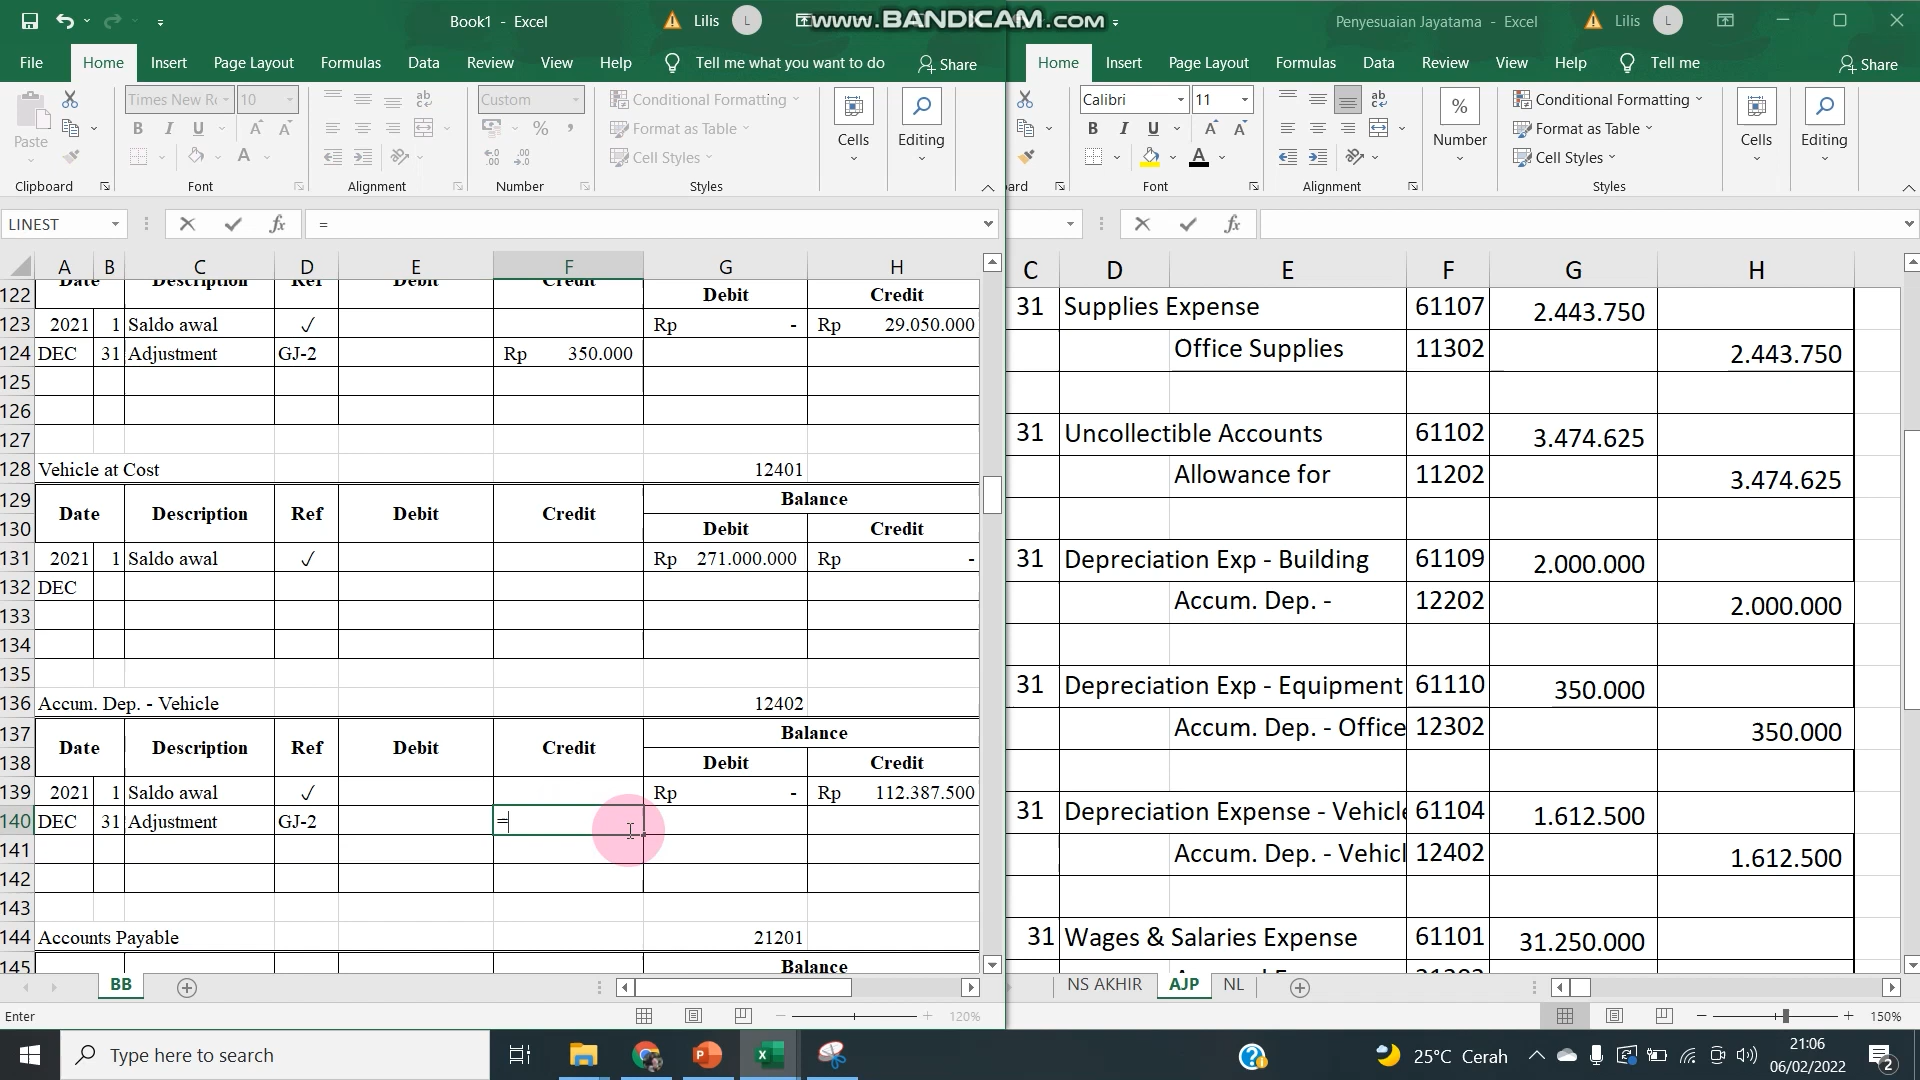 Book1 - Excel
Lilis
L
www.BANDICAM.com
Penyesuaian Jayatama - Excel
Lilis
L
File Home Insert Page Layout Formulas Data Review View Help Tell me what you want to do Share
Home Insert Page Layout Formulas Data Review View Help Tell me Share
Paste
Times New Ro 10
B I U A A
A
ab
Custom
%
Conditional Formatting
Format as Table
Cell Styles
Cells
Editing
Clipboard Font Alignment Number Styles
Calibri 11
B I U A A
A
ab
%
Number
Conditional Formatting
Format as Table
Cell Styles
Cells
Editing
ard Font Alignment Styles
LINEST fx =
fx
A B C D E F G H
122 Date Description Ref Debit Credit Debit Credit
123 2021 1 Saldo awal ✓ Rp - Rp 29.050.000
124 DEC 31 Adjustment GJ-2 Rp 350.000
125
126
127
128 Vehicle at Cost 12401
129 Date Description Ref Debit Credit Balance
130 Debit Credit
131 2021 1 Saldo awal ✓ Rp 271.000.000 Rp -
132 DEC
133
134
135
136 Accum. Dep. - Vehicle 12402
137 Date Description Ref Debit Credit Balance
138 Debit Credit
139 2021 1 Saldo awal ✓ Rp - Rp 112.387.500
140 DEC 31 Adjustment GJ-2 =
141
142
143
144 Accounts Payable 21201
145 Balance
C D E F G H
31 Supplies Expense 61107 2.443.750
Office Supplies 11302 2.443.750
31 Uncollectible Accounts 61102 3.474.625
Allowance for 11202 3.474.625
31 Depreciation Exp - Building 61109 2.000.000
Accum. Dep. - 12202 2.000.000
31 Depreciation Exp - Equipment 61110 350.000
Accum. Dep. - Office 12302 350.000
31 Depreciation Expense - Vehicle 61104 1.612.500
Accum. Dep. - Vehicl 12402 1.612.500
31 Wages & Salaries Expense 61101 31.250.000
BB
NS AKHIR AJP NL
Enter
120%
150%
Type here to search
25°C Cerah
21:06
06/02/2022
2